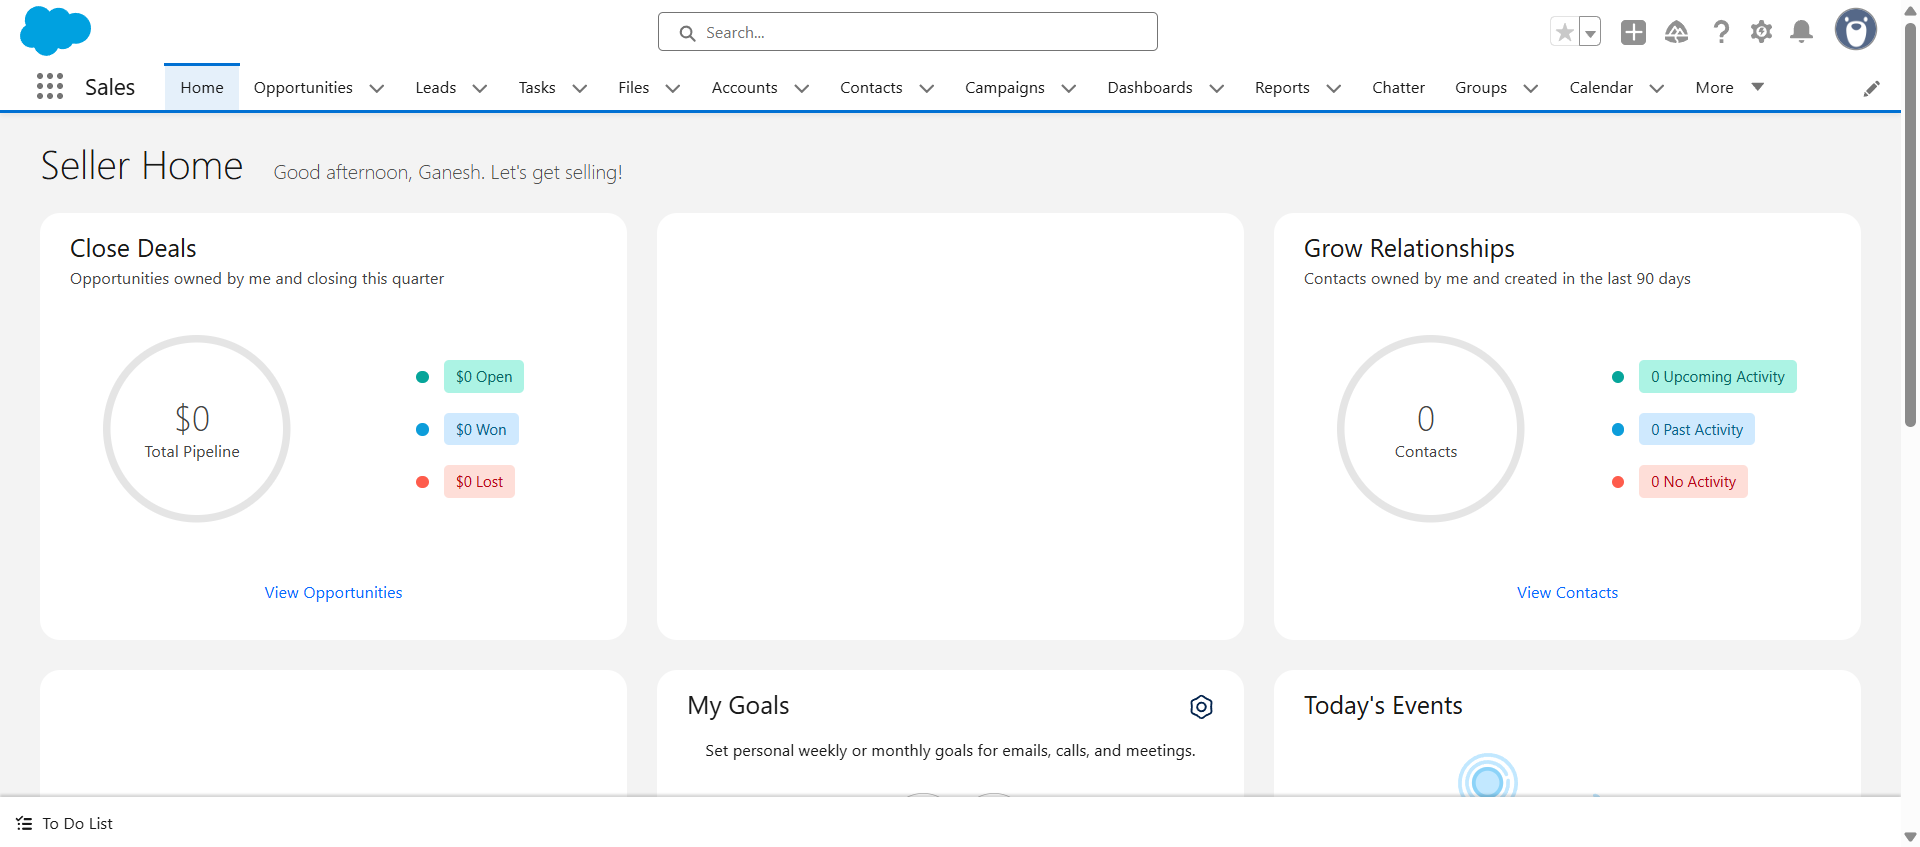 Search...
Sales
Home
Opportunities
Leads
Tasks
Files
Accounts
Contacts
Campaigns
Dashboards
Reports
Chatter
Groups
Calendar
More
Seller Home
Good afternoon, Ganesh. Let's get selling!
Close Deals
Opportunities owned by me and closing this quarter
$0
Total Pipeline
$0 Open
$0 Won
$0 Lost
View Opportunities
Grow Relationships
Contacts owned by me and created in the last 90 days
0
Contacts
0 Upcoming Activity
0 Past Activity
0 No Activity
View Contacts
My Goals
Set personal weekly or monthly goals for emails, calls, and meetings.
Today's Events
To Do List